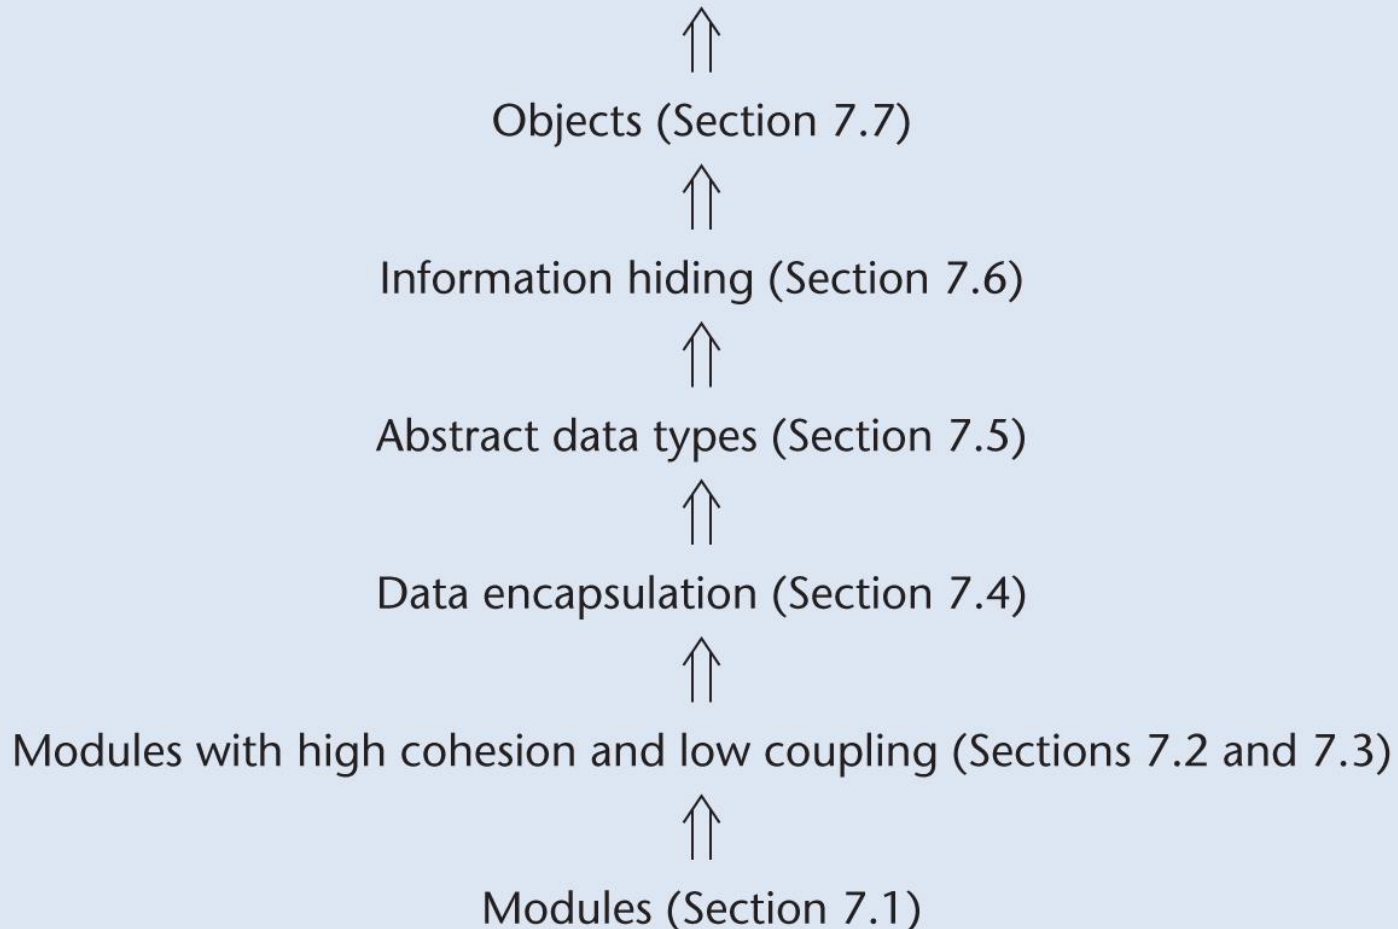 Objects (Section 7.7)
Information hiding (Section 7.6)
Abstract data types (Section 7.5)
Data encapsulation (Section 7.4)
Modules with high cohesion and low coupling (Sections 7.2 and 7.3)
Modules (Section 7.1)